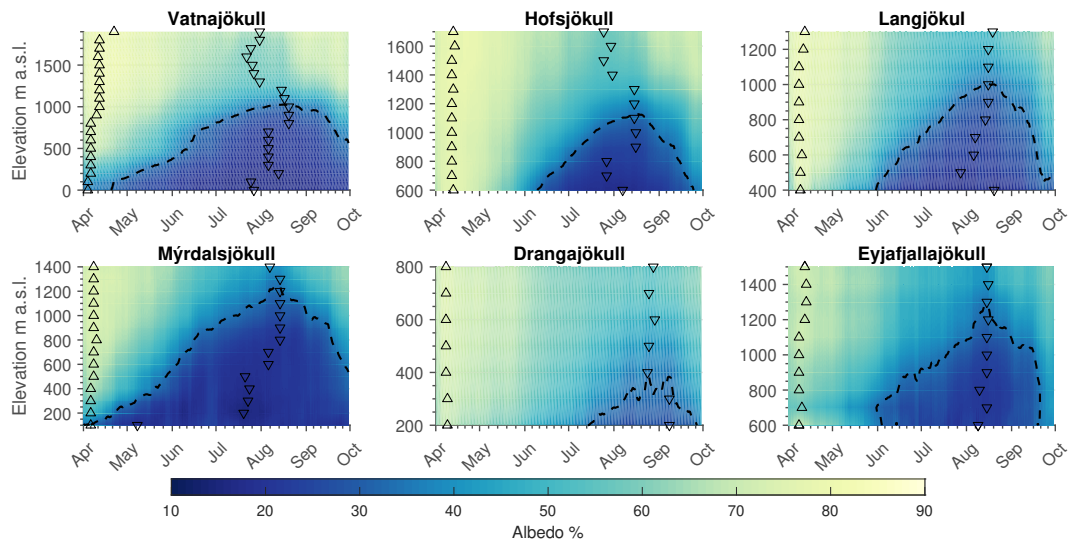 Vatnajökull Hofsjökull Langjökul
Elevation m a.s.l.
1500
1000
500
0
1600
1400
1200
1000
800
600
1200
1000
800
600
400
Apr May Jun Jul Aug Sep Oct
Apr May Jun Jul Aug Sep Oct
Apr May Jun Jul Aug Sep Oct
Mýrdalsjökull Drangajökull Eyjafjallajökull
Elevation m a.s.l.
1400
1200
1000
800
600
400
200
800
600
400
200
1400
1200
1000
800
600
Apr May Jun Jul Aug Sep Oct
Apr May Jun Jul Aug Sep Oct
Apr May Jun Jul Aug Sep Oct
10 20 30 40 50 60 70 80 90
Albedo %